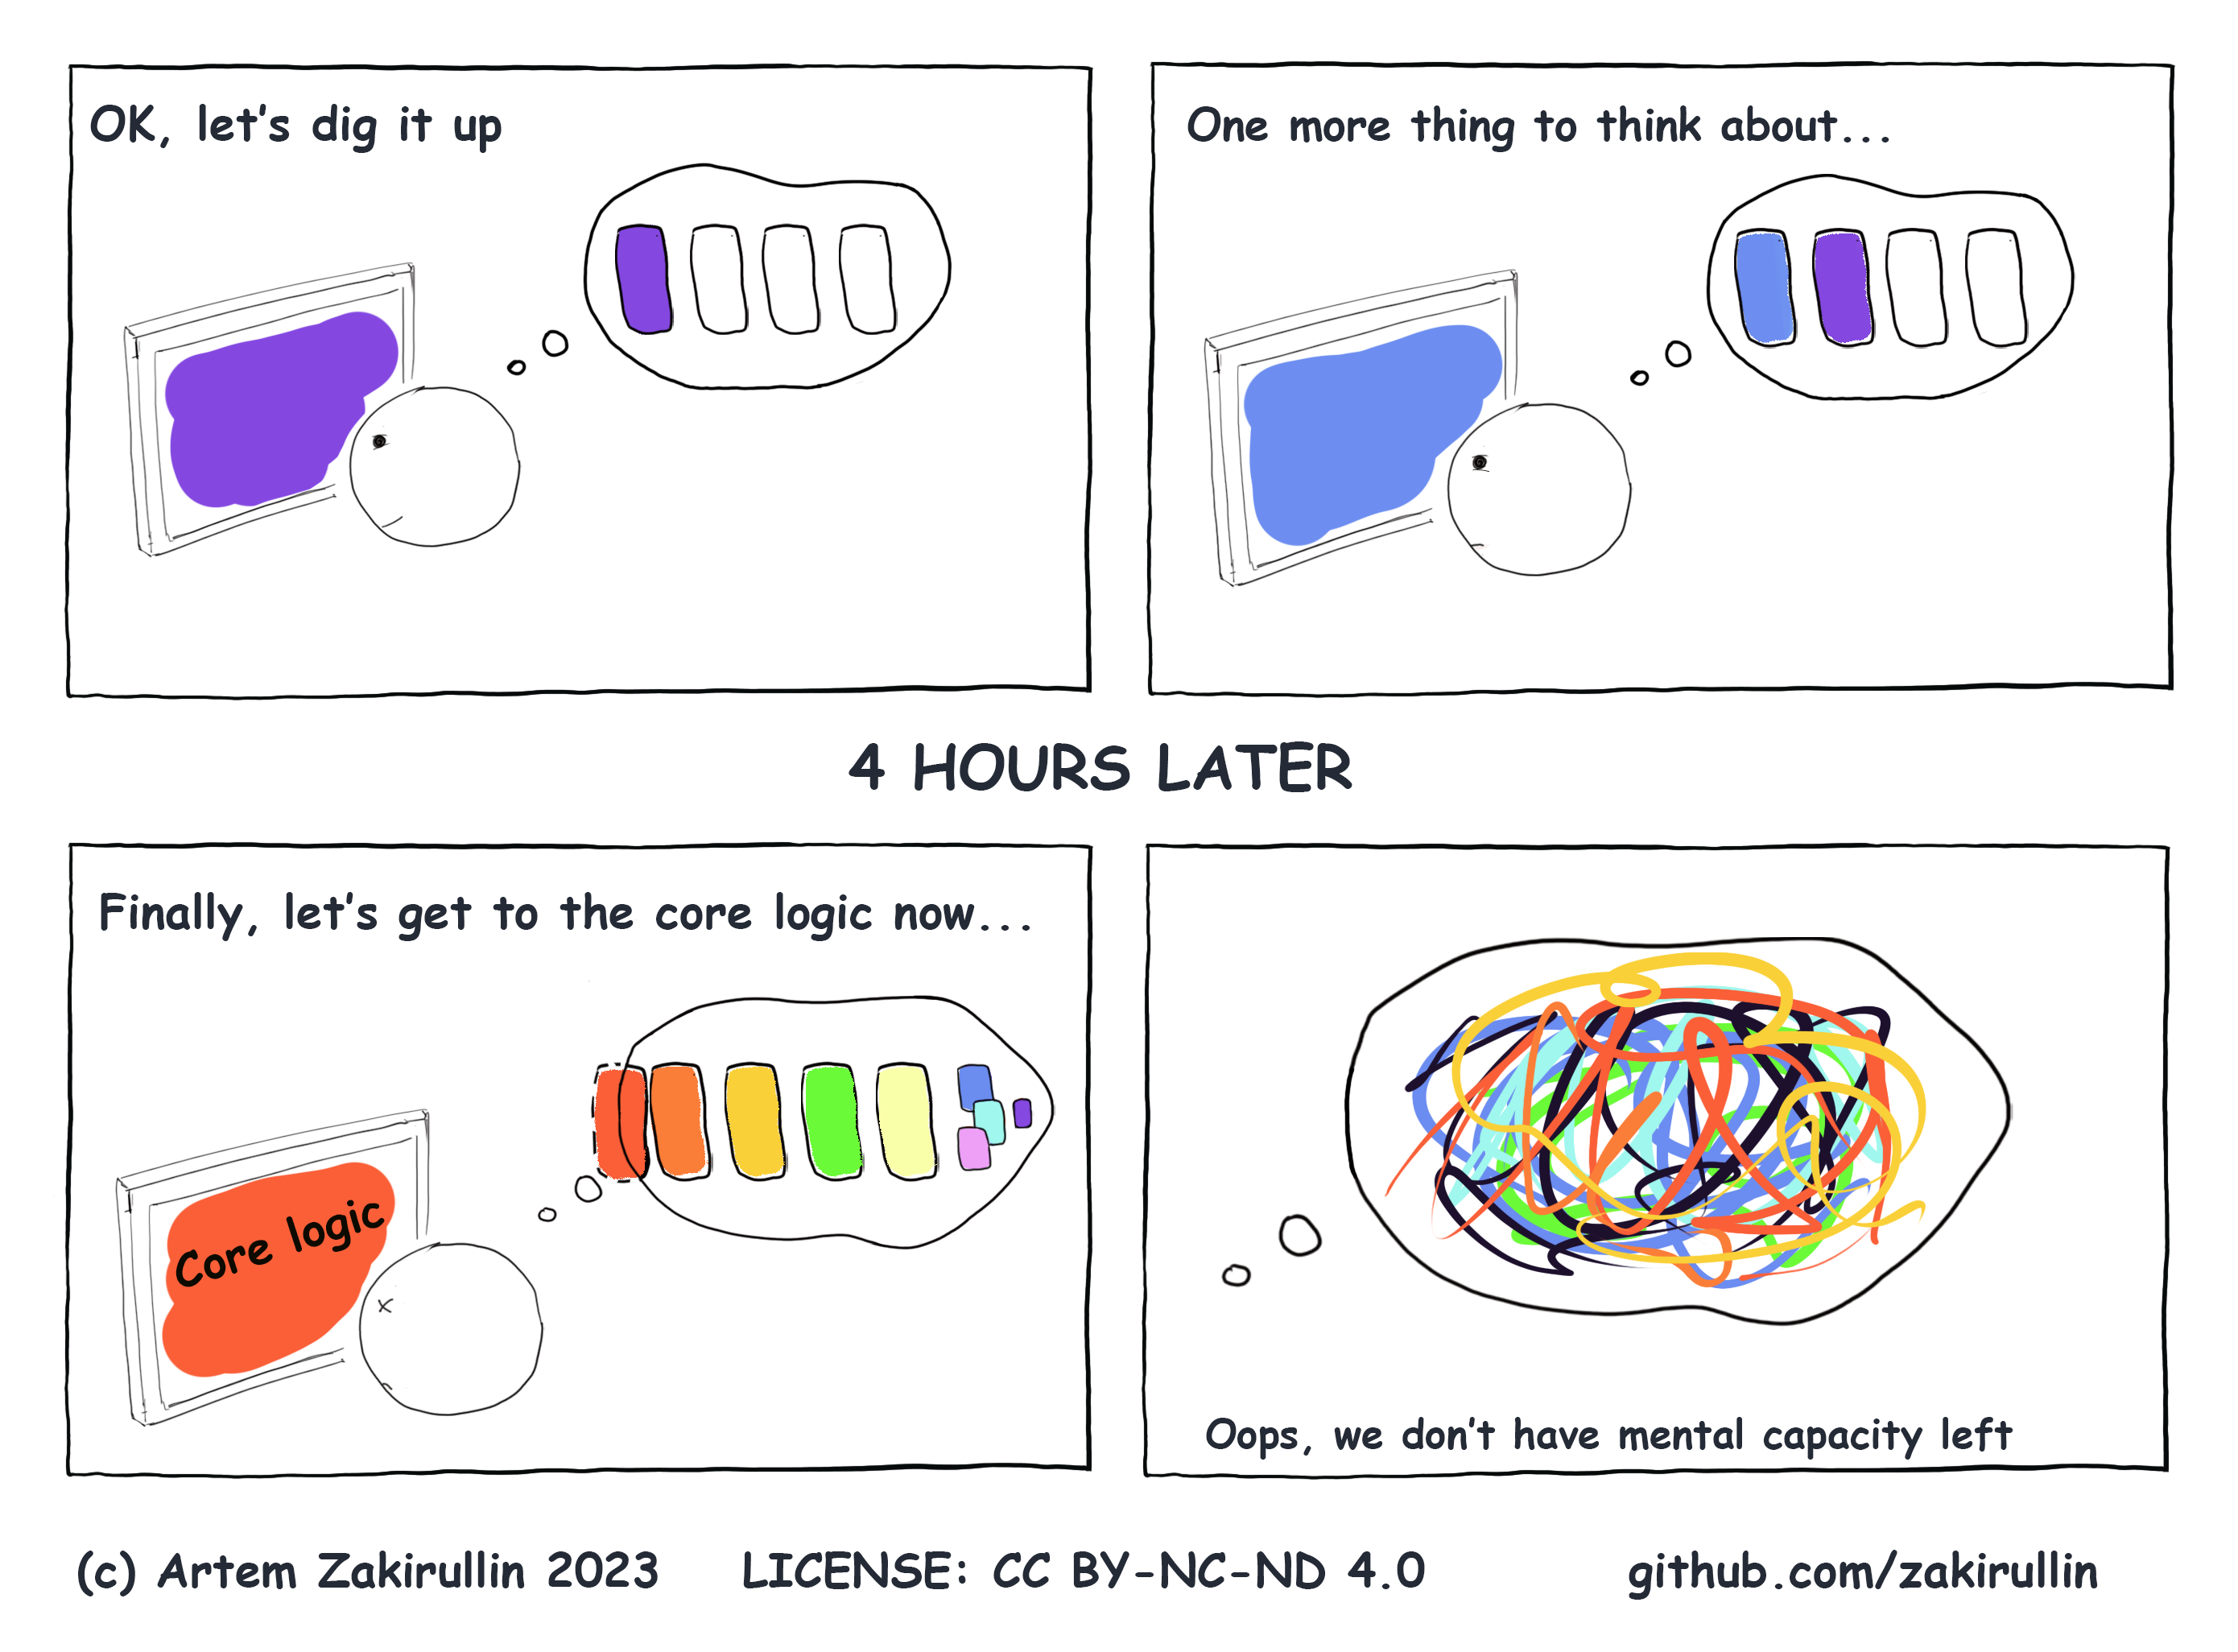 OK, let's dig it up
One more thing to think about...
4 HOURS LATER
Finally, let's get to the core logic now...
Core logic
Oops, we don't have mental capacity left
(c) Artem Zakirullin 2023 LICENSE: CC BY-NC-ND 4.0 github.com/zakirullin